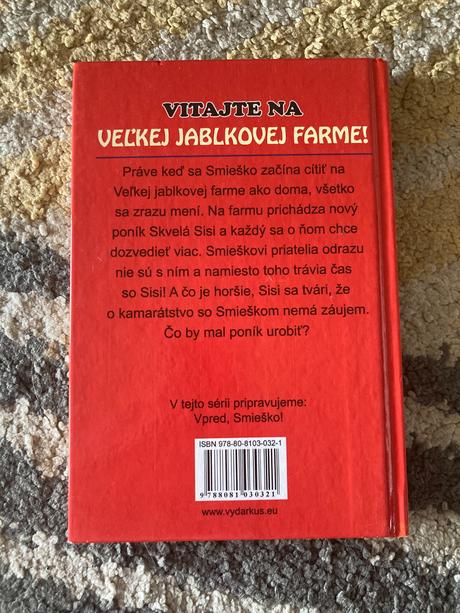 VITAJTE NA
VEĽKEJ JABLKOVEJ FARME!
Práve keď sa Smieško začína cítiť na
Veľkej jablkovej farme ako doma, všetko
sa zrazu mení. Na farmu prichádza nový
poník Skvelá Sisi a každý sa o ňom chce
dozvedieť viac. Smieškovi priatelia odrazu
nie sú s ním a namiesto toho trávia čas
so Sisi! A čo je horšie, Sisi sa tvári, že
o kamarátstvo so Smieškom nemá záujem.
Čo by mal poník urobiť?
V tejto sérii pripravujeme:
Vpred, Smieško!
ISBN 978-80-8103-032-1
9 788081 030321
www.vydarkus.eu